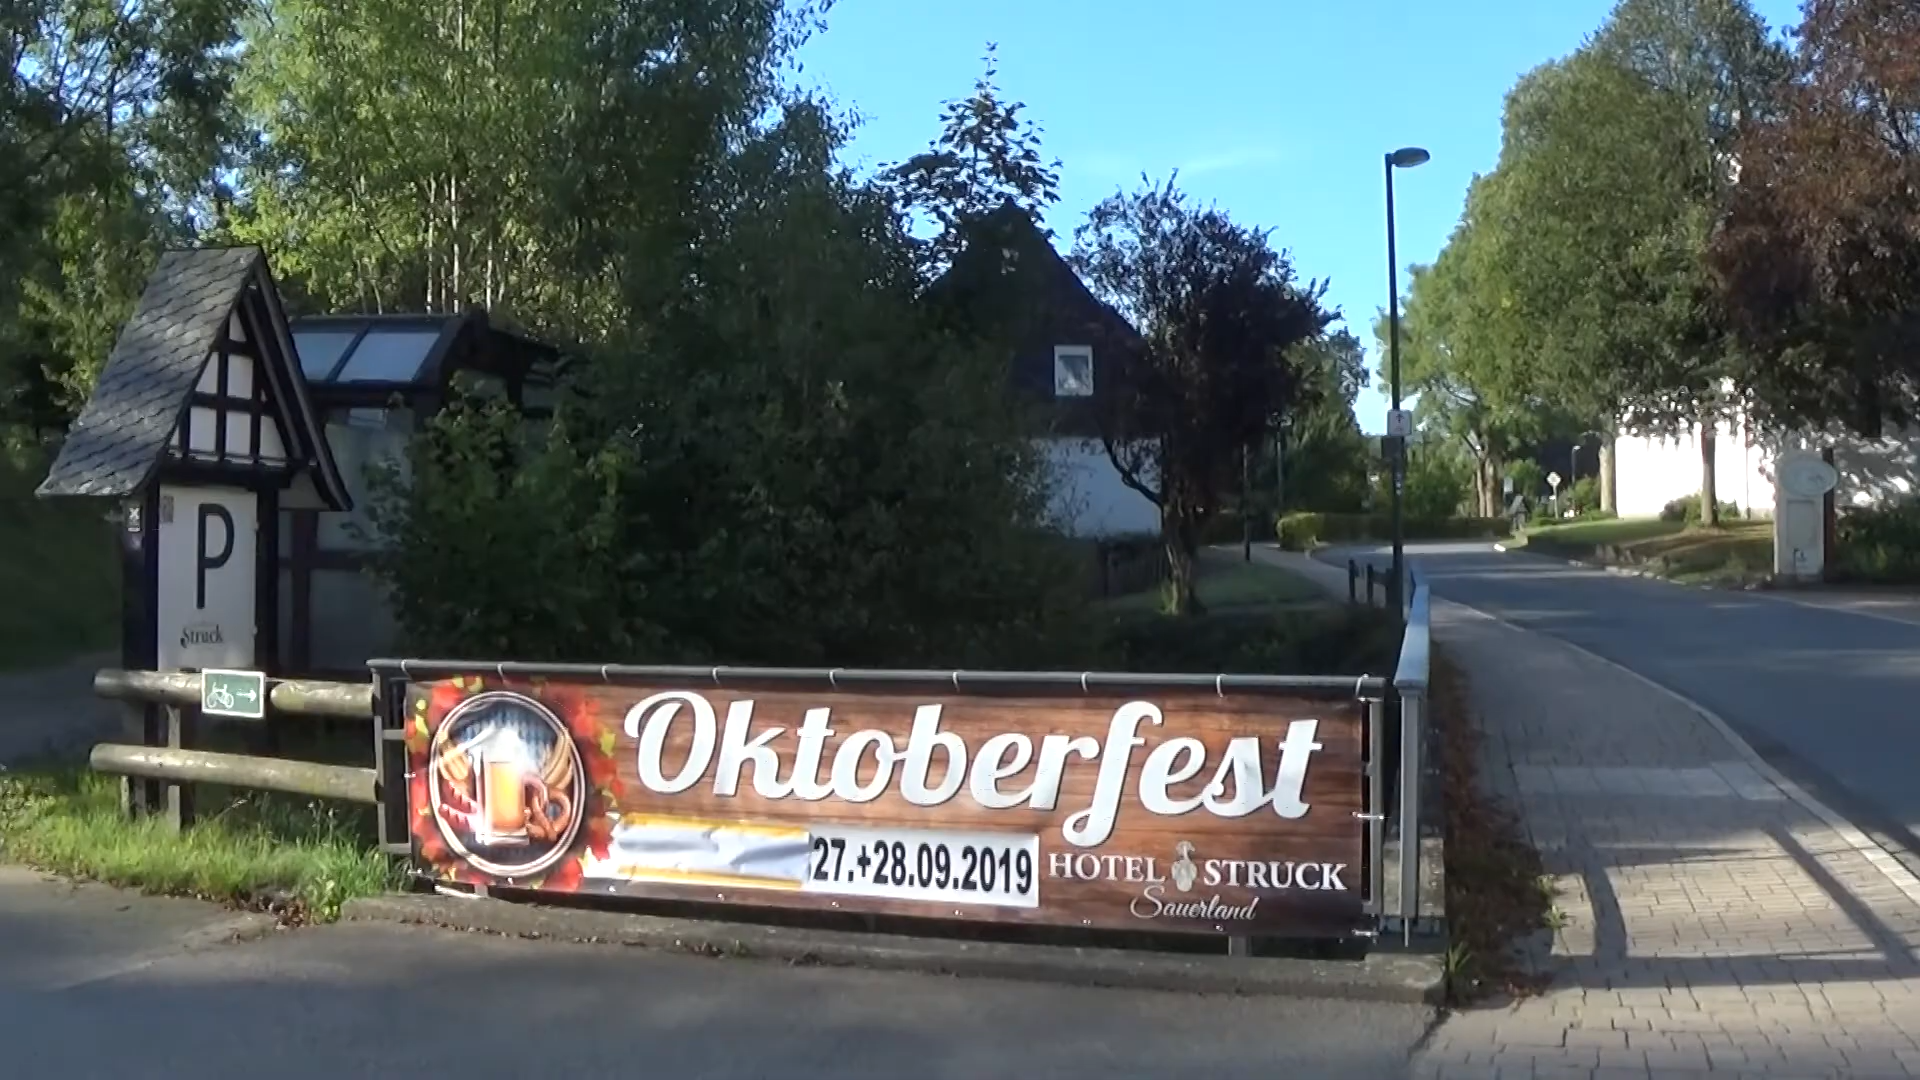 P
Struck
Oktoberfest
27.+28.09.2019
HOTEL STRUCK
Sauerland